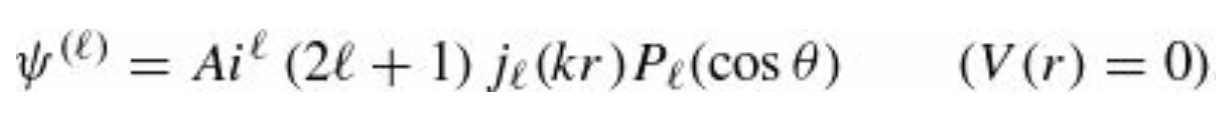 ψ^(ℓ) = Ai^ℓ (2ℓ + 1) j_ℓ(kr)P_ℓ(cos θ) (V(r) = 0)